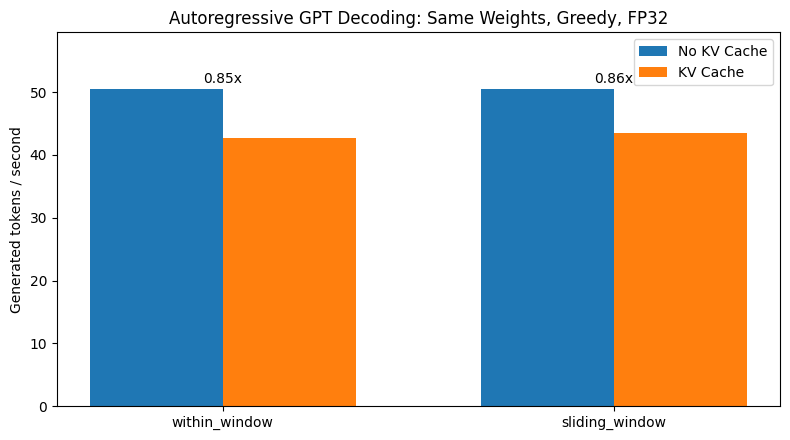 Autoregressive GPT Decoding: Same Weights, Greedy, FP32
No KV Cache
KV Cache
0.85x
0.86x
Generated tokens / second
50
40
30
20
10
0
within_window
sliding_window